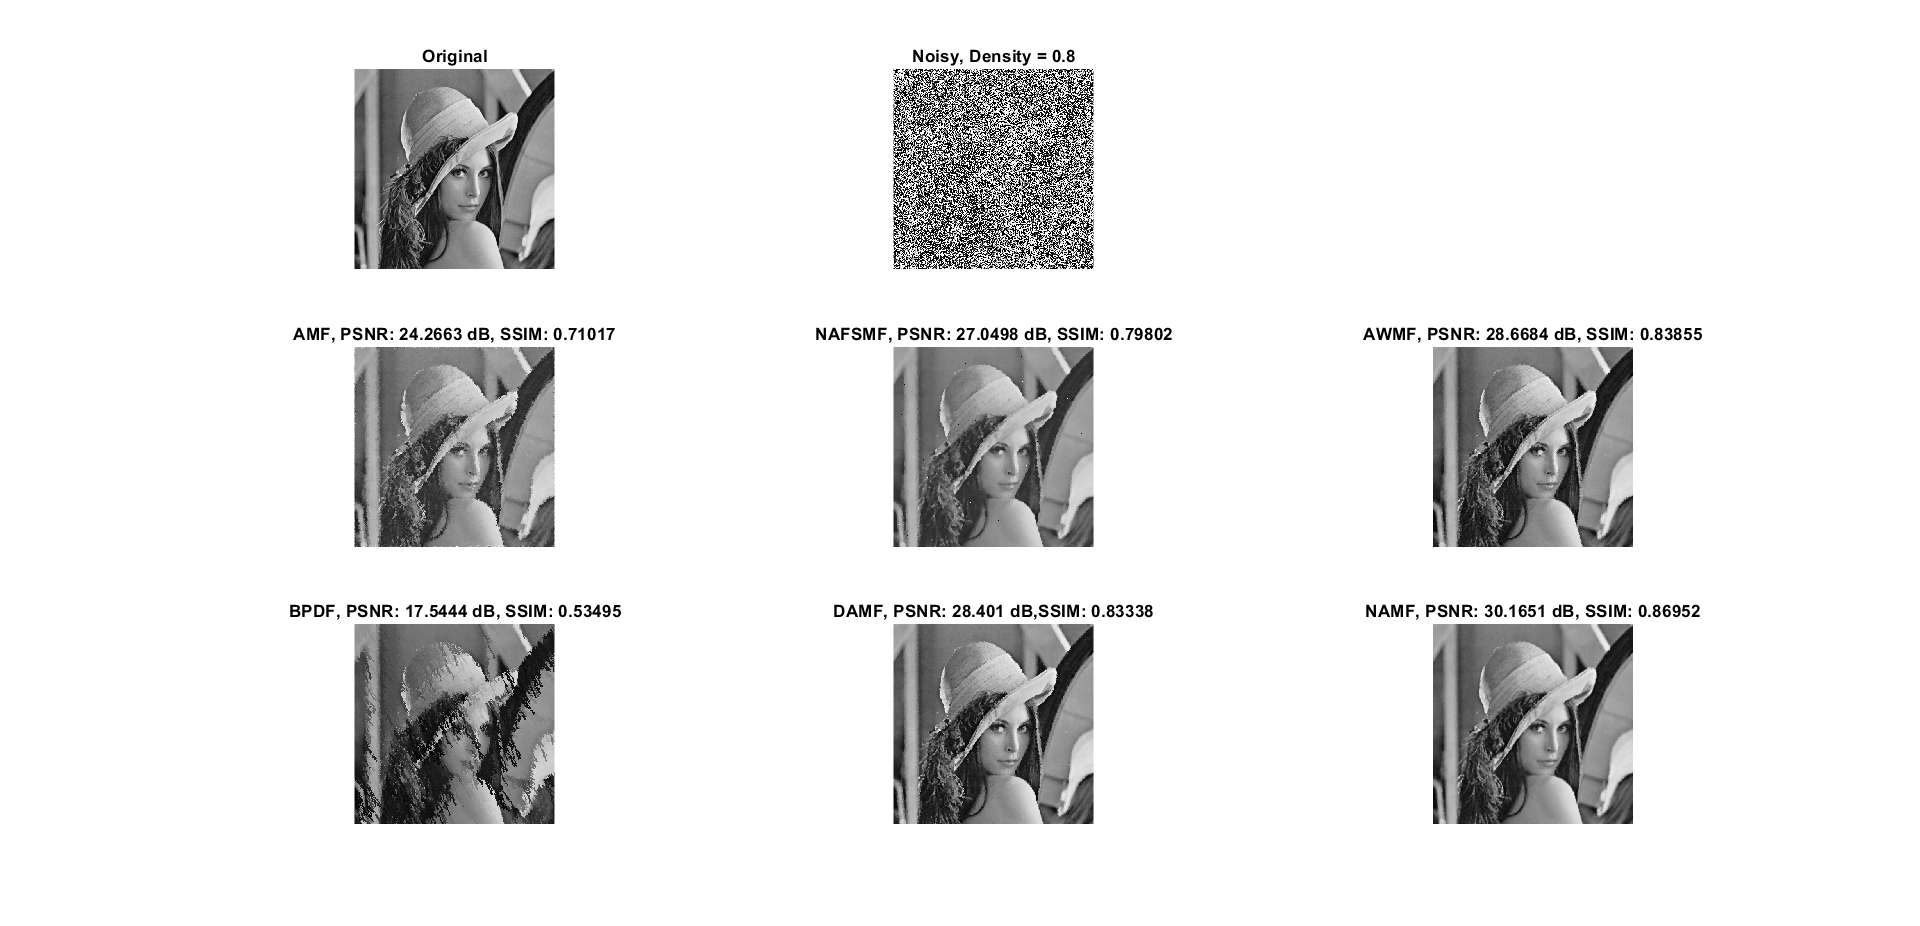 Original
Noisy, Density = 0.8
AMF, PSNR: 24.2663 dB, SSIM: 0.71017
NAFSMF, PSNR: 27.0498 dB, SSIM: 0.79802
AWMF, PSNR: 28.6684 dB, SSIM: 0.83855
BPDF, PSNR: 17.5444 dB, SSIM: 0.53495
DAMF, PSNR: 28.401 dB,SSIM: 0.83338
NAMF, PSNR: 30.1651 dB, SSIM: 0.86952